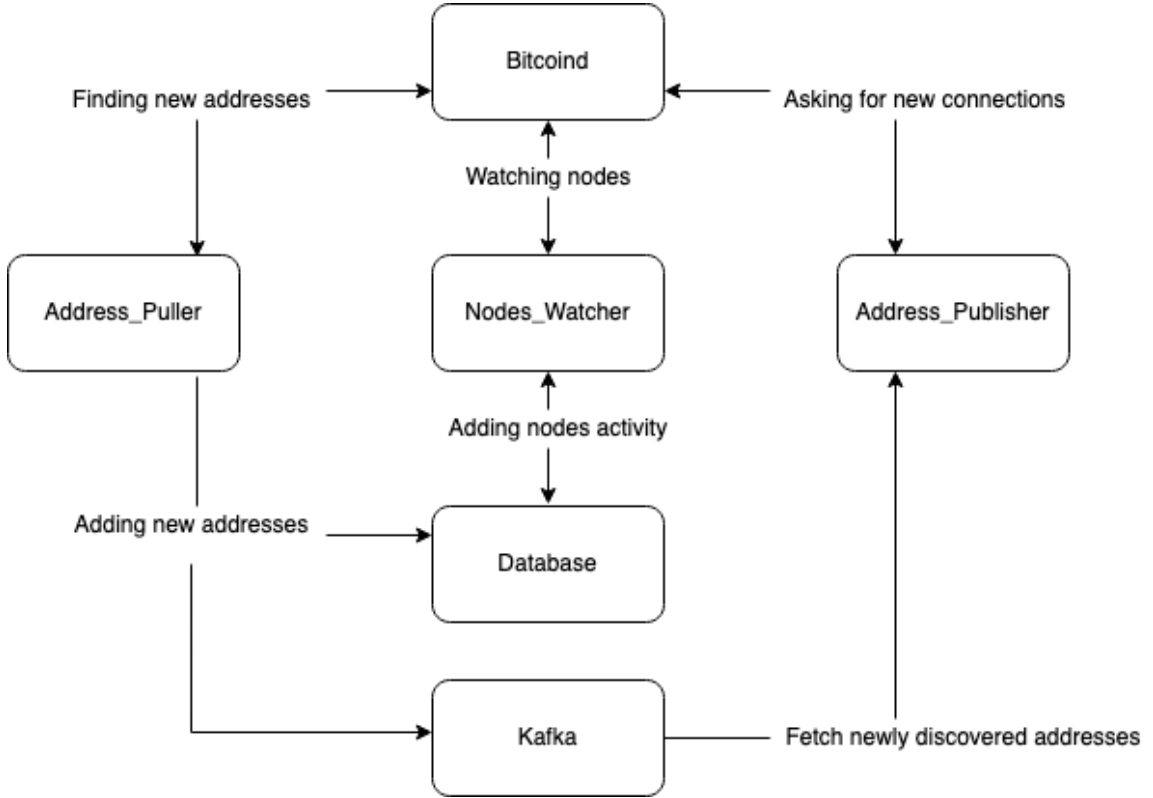 Bitcoind
Finding new addresses
Asking for new connections
Watching nodes
Address_Puller
Nodes_Watcher
Address_Publisher
Adding nodes activity
Adding new addresses
Database
Kafka
Fetch newly discovered addresses